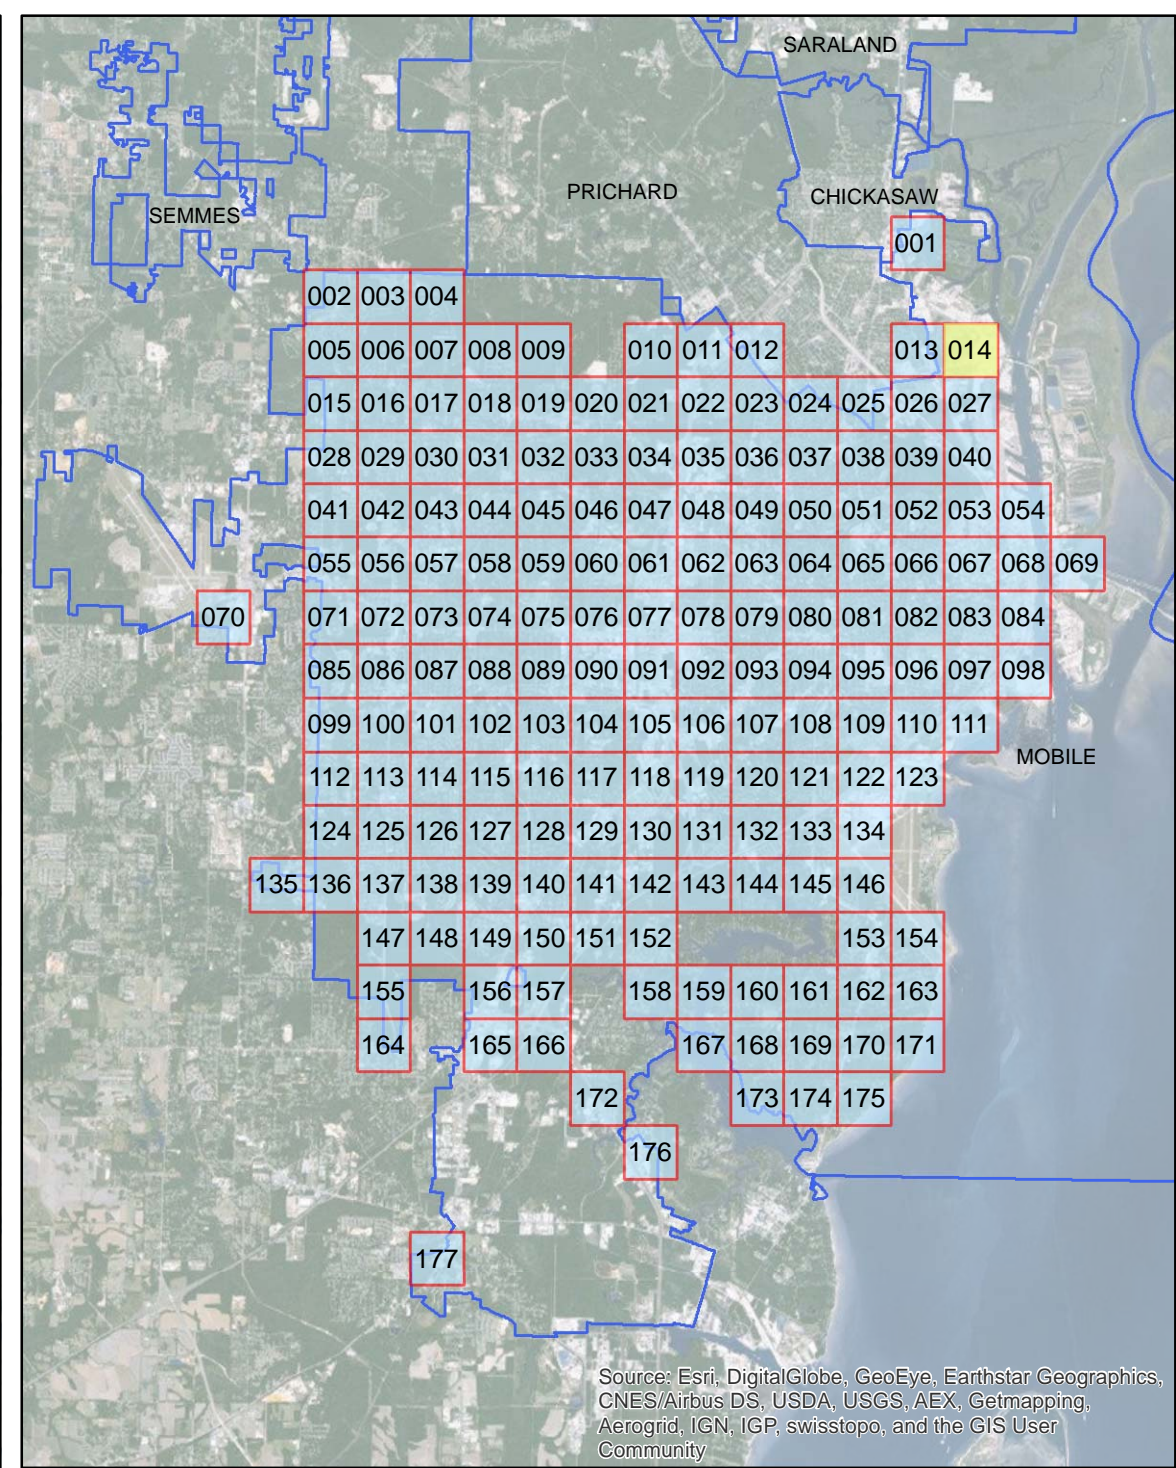 SARALAND
PRICHARD
CHICKASAW
SEMMES
001
002 003 004
005 006 007 008 009 010 011 012 013 014
015 016 017 018 019 020 021 022 023 024 025 026 027
028 029 030 031 032 033 034 035 036 037 038 039 040
041 042 043 044 045 046 047 048 049 050 051 052 053 054
055 056 057 058 059 060 061 062 063 064 065 066 067 068 069
070 071 072 073 074 075 076 077 078 079 080 081 082 083 084
085 086 087 088 089 090 091 092 093 094 095 096 097 098
099 100 101 102 103 104 105 106 107 108 109 110 111
MOBILE
112 113 114 115 116 117 118 119 120 121 122 123
124 125 126 127 128 129 130 131 132 133 134
135 136 137 138 139 140 141 142 143 144 145 146
147 148 149 150 151 152 153 154
155 156 157 158 159 160 161 162 163
164 165 166 167 168 169 170 171
172 173 174 175
176
177
Source: Esri, DigitalGlobe, GeoEye, Earthstar Geographics,
CNES/Airbus DS, USDA, USGS, AEX, Getmapping,
Aerogrid, IGN, IGP, swisstopo, and the GIS User
Community